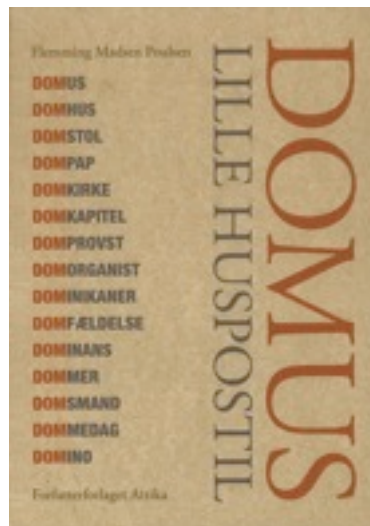 Flemming Madsen Poulsen
DOMUS
DOMHUS
DOMSTOL
DOMPAP
DOMKIRKE
DOMKAPITEL
DOMPROVST
DOMORGANIST
DOMINIKANER
DOMFÆLDELSE
DOMINANS
DOMMER
DOMSMAND
DOMMEDAG
DOMINO
Forfatterforlaget Attika
DOMUS
LILLE HUSPOSTIL